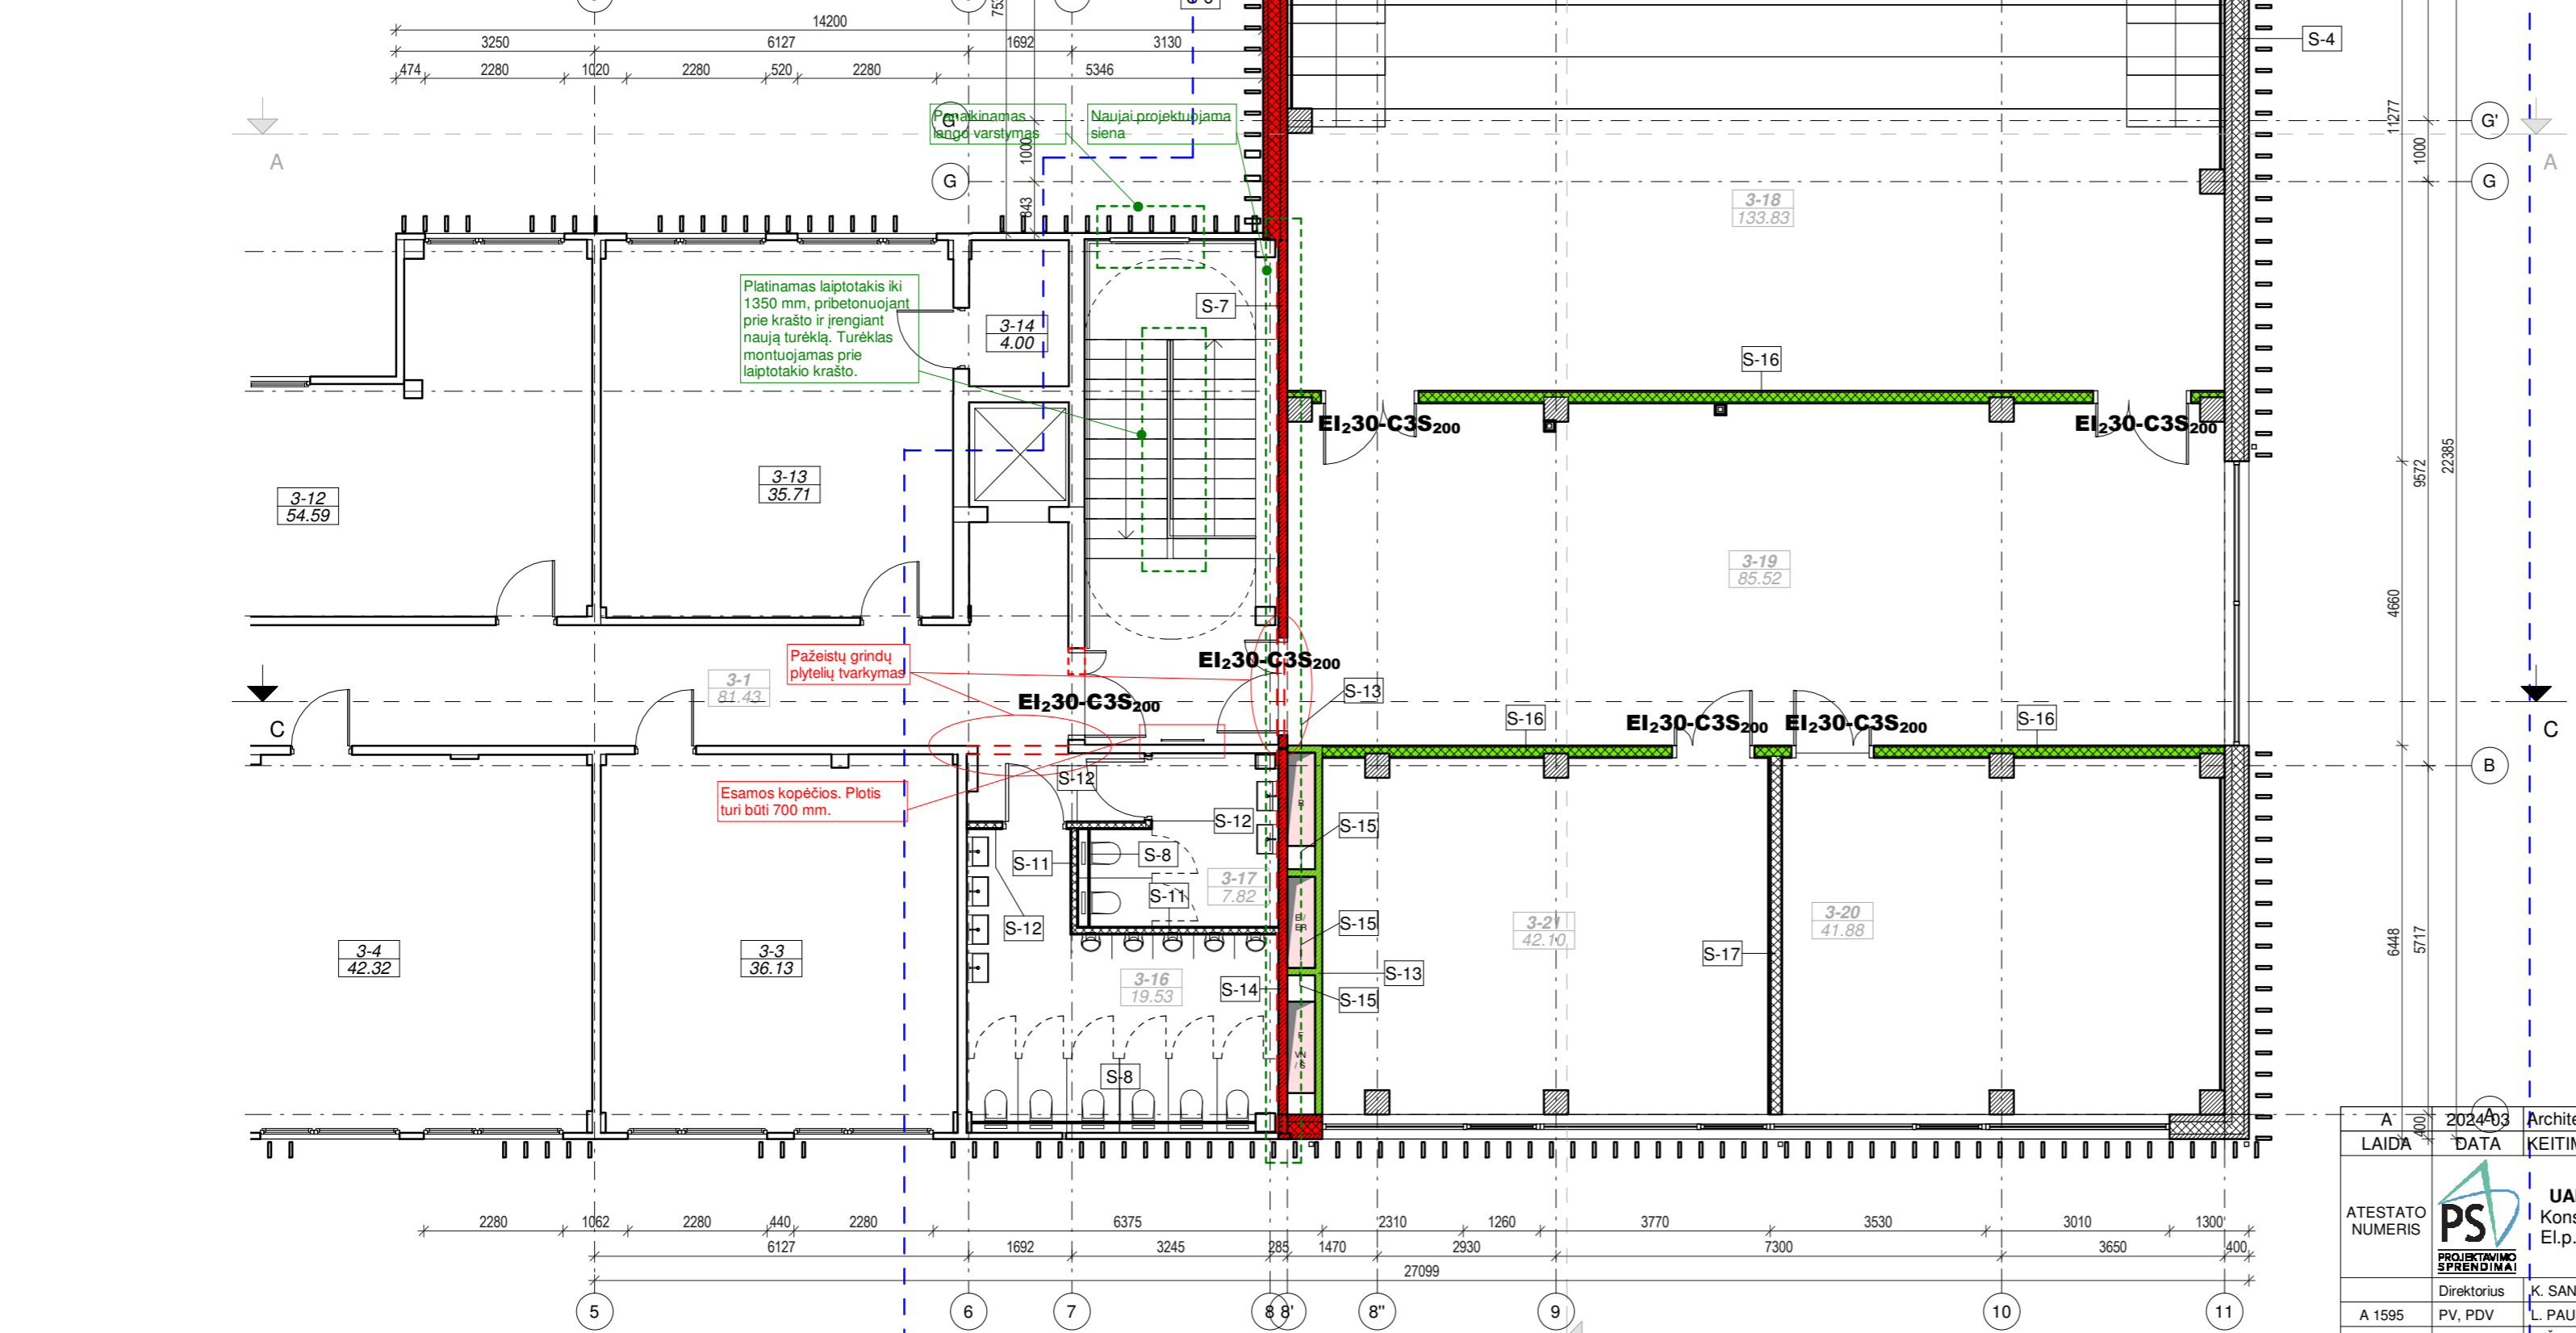 14200
3250 6127 1692 3130
474 2280 1020 2280 520 2280 5346
S-4
G'
Panaikinamas
lango varstymas
Naujai projektuojama
siena
1000
11277
G'
1000
A
A
G
G
843
3-18
133.83
Platinamas laiptotakis iki
1350 mm, pribetonuojant
prie krašto ir įrengiant
naują turėklą. Turėklas
montuojamas prie
laiptotakio krašto.
S-7
3-14
4.00
S-16
EI₂30-C3S₂₀₀
EI₂30-C3S₂₀₀
9572
22385
3-13
35.71
3-12
54.59
3-19
85.52
4660
Pažeistų grindų
plytelių tvarkymas
EI₂30-C3S₂₀₀
3-1
81.43
EI₂30-C3S₂₀₀
S-13
S-16
EI₂30-C3S₂₀₀
EI₂30-C3S₂₀₀
S-16
C
C
B
S-12
Esamos kopėčios. Plotis
turi būti 700 mm.
R
S-12
S-15
S-11
S-8
3-17
7.82
S-11
S-12
EI/
ER
S-15
3-21
42.10
3-20
41.88
3-4
42.32
3-3
36.13
S-17
6448
5717
3-16
19.53
S-14
S-13
S-15
F
VN
/ S
S-8
400
A
A 2024-03
LAIDA DATA
2280 1062 2280 440 2280 6375 2310 1260 3770 3530 3010 1300
6127 1692 3245 285 1470 2930 7300 3650 400
27099
5 6 7 8 8' 8'' 9 10 11
ATESTATO
NUMERIS
PS
PROJEKTAVIMO
SPRENDIMAI
El.p.
Direktorius
A 1595 PV, PDV